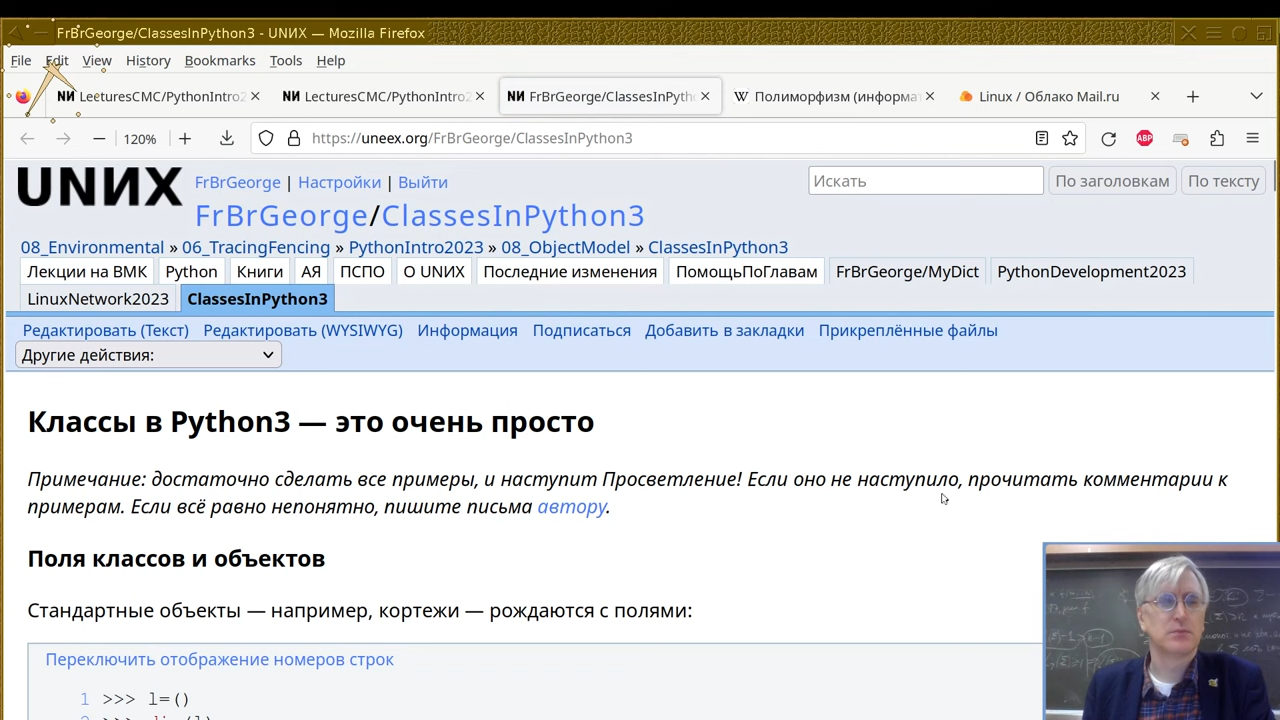 FrBrGeorge/ClassesInPython3 - UNИX — Mozilla Firefox
File Edit View History Bookmarks Tools Help
LecturesCMC/PythonIntro2 LecturesCMC/PythonIntro2 FrBrGeorge/ClassesInPyth Полиморфизм (информа Linux / Облако Mail.ru
120% https://uneex.org/FrBrGeorge/ClassesInPython3 ABP
UNИX FrBrGeorge | Настройки | Выйти Искать По заголовкам По тексту
FrBrGeorge/ClassesInPython3
08_Environmental » 06_TracingFencing » PythonIntro2023 » 08_ObjectModel » ClassesInPython3
Лекции на ВМК Python Книги АЯ ПСПО О UNIX Последние изменения ПомощьПоГлавам FrBrGeorge/MyDict PythonDevelopment2023
LinuxNetwork2023 ClassesInPython3
Редактировать (Текст) Редактировать (WYSIWYG) Информация Подписаться Добавить в закладки Прикреплённые файлы
Другие действия:
Классы в Python3 — это очень просто
Примечание: достаточно сделать все примеры, и наступит Просветление! Если оно не наступило, прочитать комментарии к
примерам. Если всё равно непонятно, пишите письма автору.
Поля классов и объектов
Стандартные объекты — например, кортежи — рождаются с полями:
Переключить отображение номеров строк
1 >>> l=()